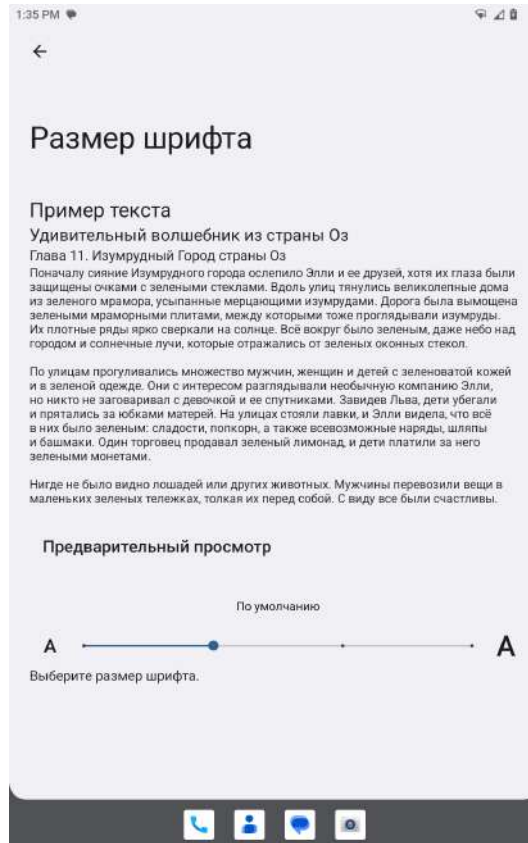 1:35 PM
Размер шрифта
Пример текста
Удивительный волшебник из страны Оз
Глава 11. Изумрудный Город страны Оз
Поначалу сияние Изумрудного города ослепило Элли и ее друзей, хотя их глаза были
защищены очками с зелеными стеклами. Вдоль улиц тянулись великолепные дома
из зеленого мрамора, усыпанные мерцающими изумрудами. Дорога была вымощена
зелеными мраморными плитами, между которыми тоже проглядывали изумруды.
Их плотные ряды ярко сверкали на солнце. Всё вокруг было зеленым, даже небо над
городом и солнечные лучи, которые отражались от зеленых оконных стекол.
По улицам прогуливались множество мужчин, женщин и детей с зеленоватой кожей
и в зеленой одежде. Они с интересом разглядывали необычную компанию Элли,
но никто не заговаривал с девочкой и ее спутниками. Завидев Льва, дети убегали
и прятались за юбками матерей. На улицах стояли лавки, и Элли видела, что всё
в них было зеленым: сладости, попкорн, а также всевозможные наряды, шляпы
и башмаки. Один торговец продавал зеленый лимонад, и дети платили за него
зелеными монетами.
Нигде не было видно лошадей или других животных. Мужчины перевозили вещи в
маленьких зеленых тележках, толкая их перед собой. С виду все были счастливы.
Предварительный просмотр
По умолчанию
A A
Выберите размер шрифта.